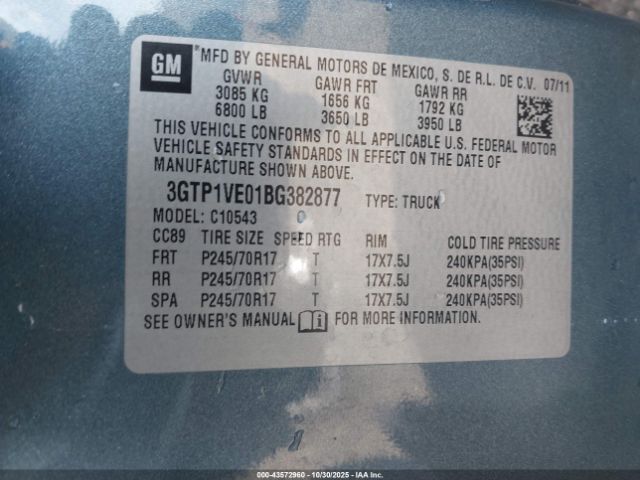 GM
*MFD BY GENERAL MOTORS DE MEXICO, S. DE R.L. DE C.V. 07/11
GVWR GAWR FRT GAWR RR
3085 KG 1656 KG 1792 KG
6800 LB 3650 LB 3950 LB
THIS VEHICLE CONFORMS TO ALL APPLICABLE U.S. FEDERAL MOTOR
VEHICLE SAFETY STANDARDS IN EFFECT ON THE DATE OF
MANUFACTURE SHOWN ABOVE.
3GTP1VE01BG382877 TYPE: TRUCK
MODEL: C10543 0
CC89 TIRE SIZE SPEED RTG RIM COLD TIRE PRESSURE
FRT P245/70R17 T 17X7.5J 240KPA(35PSI)
RR P245/70R17 T 17X7.5J 240KPA(35PSI)
SPA P245/70R17 T 17X7.5J 240KPA(35PSI)
SEE OWNER'S MANUAL FOR MORE INFORMATION.
000-43572960 - 10/30/2025 - Copyright IAA, LLC